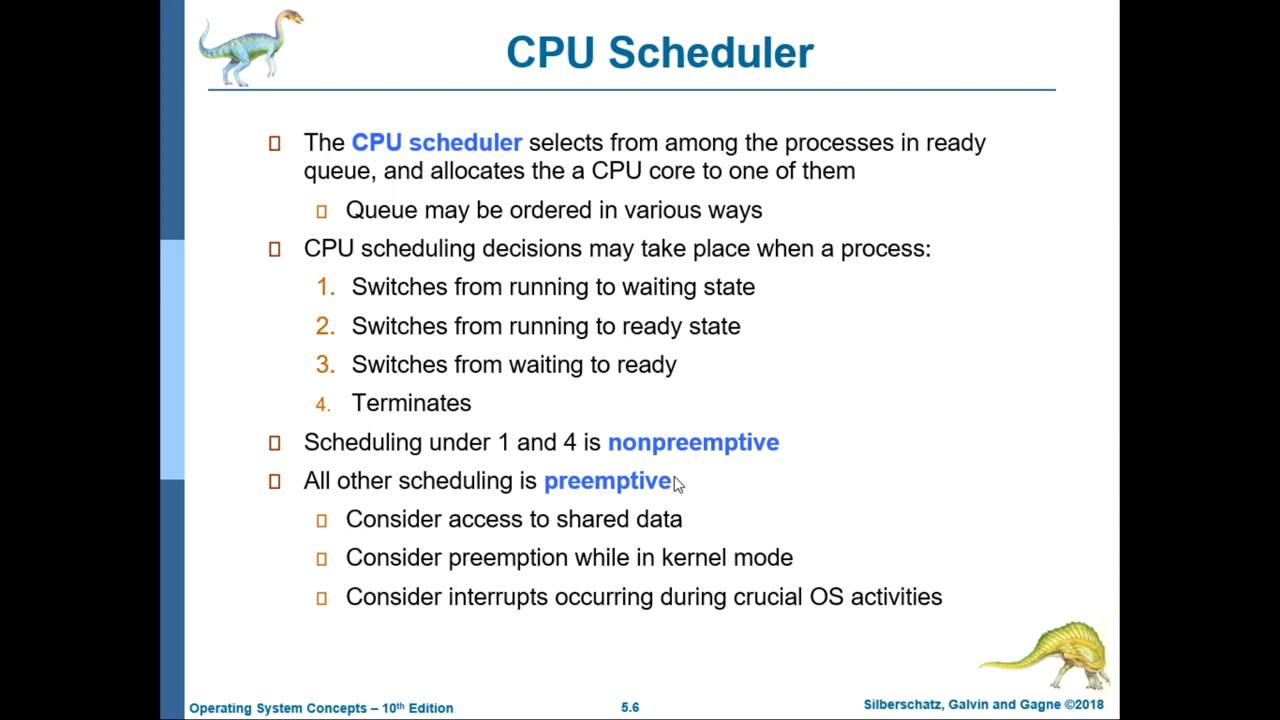 CPU Scheduler
The CPU scheduler selects from among the processes in ready
queue, and allocates the a CPU core to one of them
Queue may be ordered in various ways
CPU scheduling decisions may take place when a process:
1. Switches from running to waiting state
2. Switches from running to ready state
3. Switches from waiting to ready
4. Terminates
Scheduling under 1 and 4 is nonpreemptive
All other scheduling is preemptive
Consider access to shared data
Consider preemption while in kernel mode
Consider interrupts occurring during crucial OS activities
Operating System Concepts – 10th Edition
5.6
Silberschatz, Galvin and Gagne ©2018